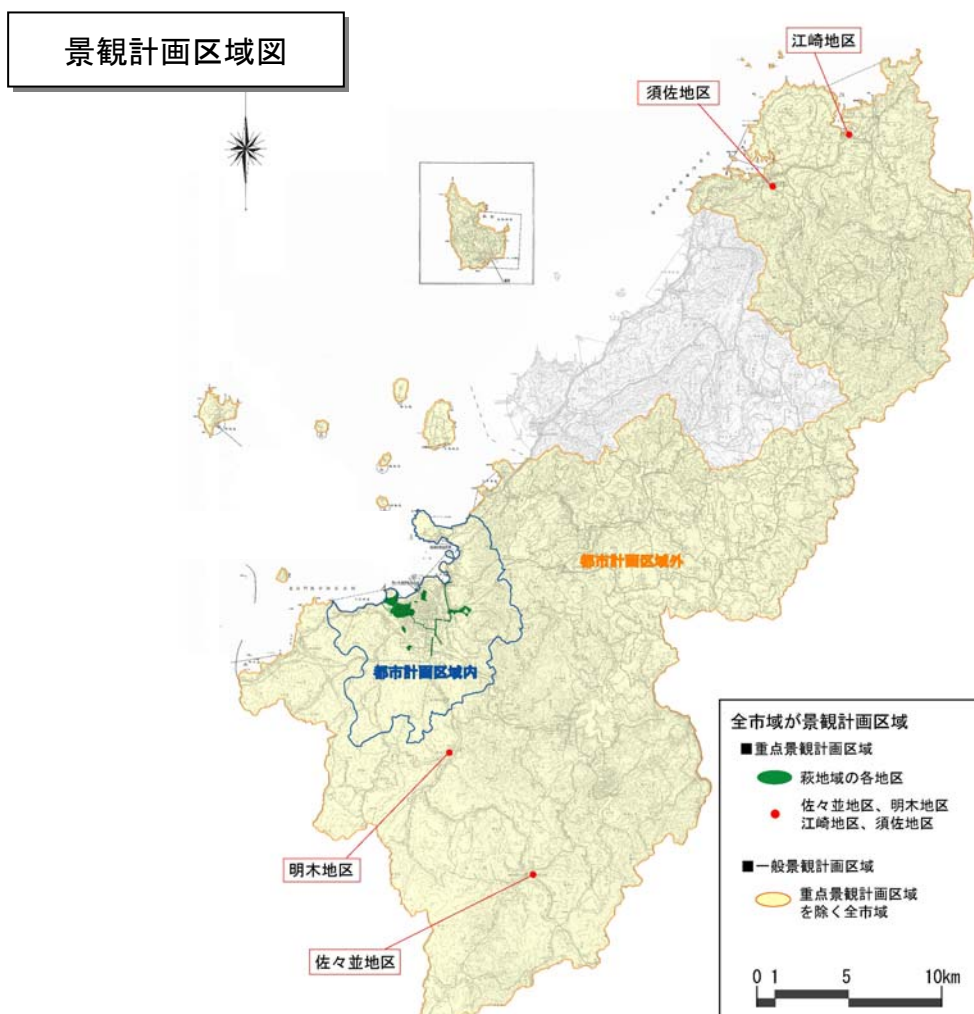 景観計画区域図
江崎地区
須佐地区
都市計画区域外
都市計画区域内
明木地区
佐々並地区
全市域が景観計画区域
■重点景観計画区域
萩地域の各地区
佐々並地区、明木地区
江崎地区、須佐地区
■一般景観計画区域
重点景観計画区域
を除く全市域
0 1 5 10km